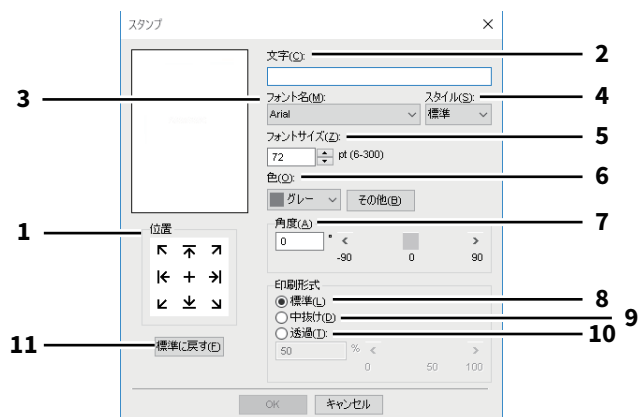 スタンプ
文字(C):
2
フォント名(M):
スタイル(S):
3
4
Arial
標準
フォントサイズ(Z):
5
72
pt (6-300)
色(O):
6
グレー
その他(B)
角度(A)
7
1
位置
0
°
-90
0
90
印刷形式
標準(L)
8
中抜け(D)
9
透過(T):
10
11
標準に戻す(F)
50
%
0
50
100
OK
キャンセル